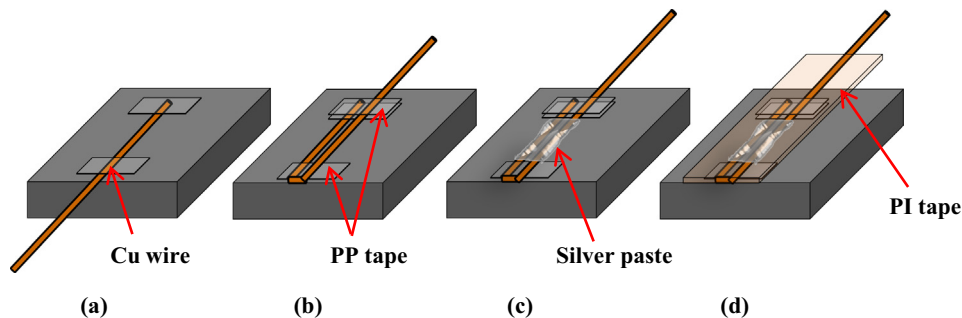 Cu wire
PP tape
Silver paste
PI tape
(a)
(b)
(c)
(d)